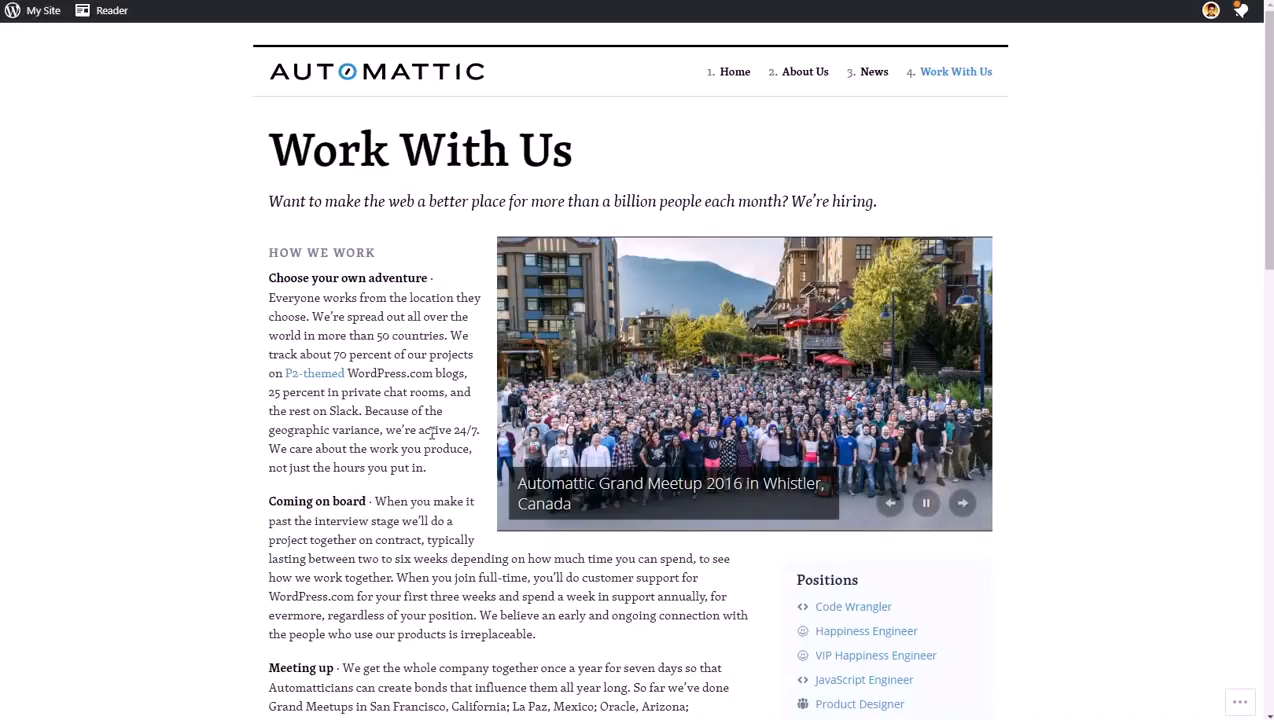 My Site Reader
AUTOMATTIC
1. Home 2. About Us 3. News 4. Work With Us
Work With Us
Want to make the web a better place for more than a billion people each month? We’re hiring.
HOW WE WORK
Choose your own adventure ·
Everyone works from the location they
choose. We’re spread out all over the
world in more than 50 countries. We
track about 70 percent of our projects
on P2-themed WordPress.com blogs,
25 percent in private chat rooms, and
the rest on Slack. Because of the
geographic variance, we’re active 24/7.
We care about the work you produce,
not just the hours you put in.
Automattic Grand Meetup 2016 in Whistler,
Canada
Coming on board · When you make it
past the interview stage we’ll do a
project together on contract, typically
lasting between two to six weeks depending on how much time you can spend, to see
how we work together. When you join full-time, you’ll do customer support for
WordPress.com for your first three weeks and spend a week in support annually, for
evermore, regardless of your position. We believe an early and ongoing connection with
the people who use our products is irreplaceable.
Meeting up · We get the whole company together once a year for seven days so that
Automatticians can create bonds that influence them all year long. So far we’ve done
Grand Meetups in San Francisco, California; La Paz, Mexico; Oracle, Arizona;
Positions
Code Wrangler
Happiness Engineer
VIP Happiness Engineer
JavaScript Engineer
Product Designer